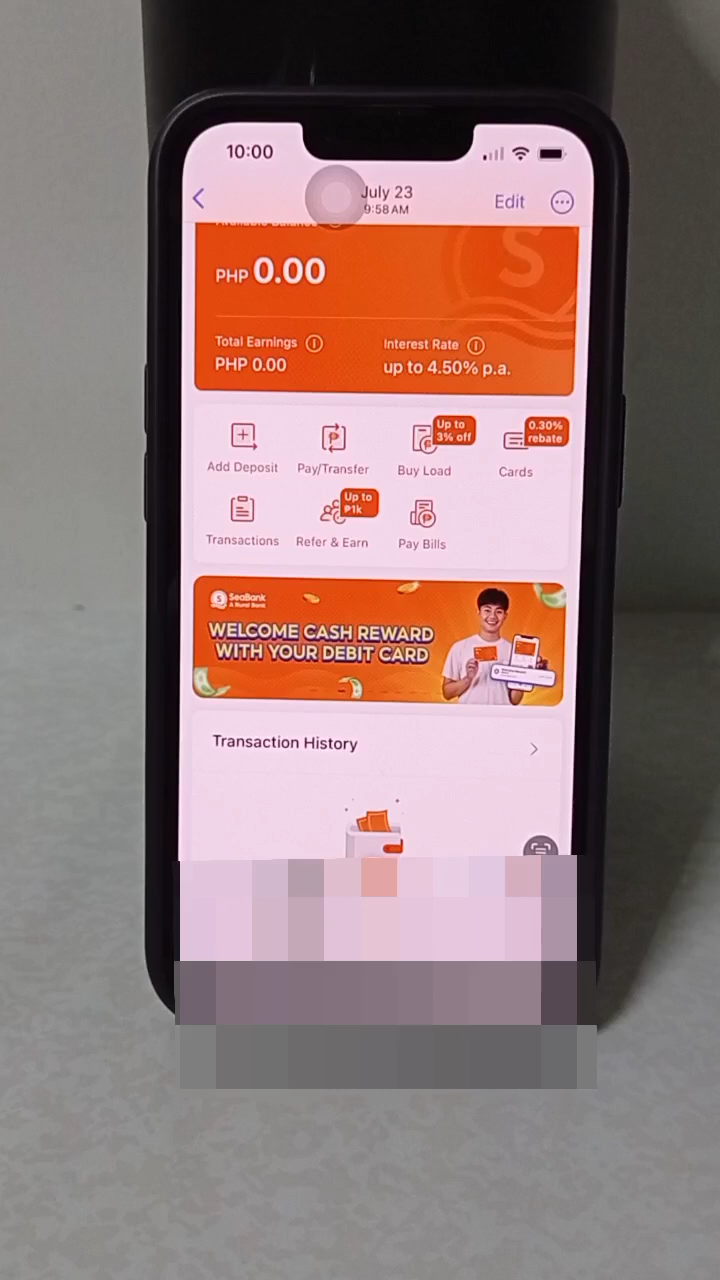 10:00
July 23
9:58 AM
Edit
Available Balance
PHP 0.00
Total Earnings
Interest Rate
PHP 0.00
up to 4.50% p.a.
Up to
3% off
0.30%
rebate
Add Deposit
Pay/Transfer
Buy Load
Cards
Up to
₱1k
Transactions
Refer & Earn
Pay Bills
SeaBank
A Rural Bank
WELCOME CASH REWARD
WITH YOUR DEBIT CARD
Transaction History